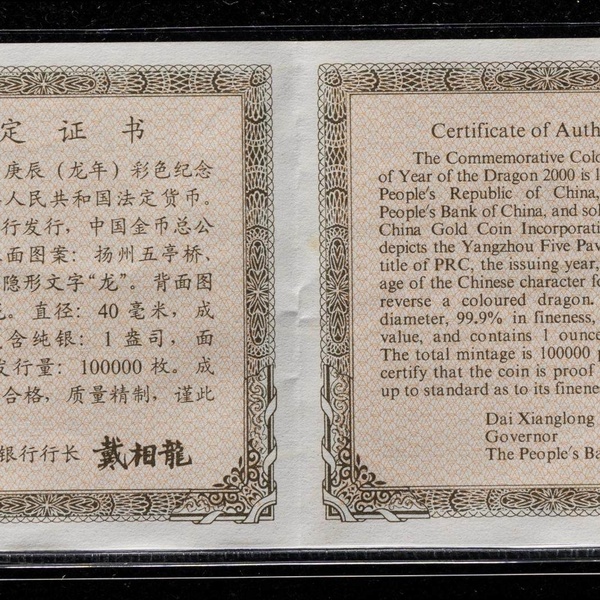 定 证 书
庚辰（龙年）彩色纪念
人民共和国法定货币。
行发行，中国金币总公
面图案：扬州五亭桥、
隐形文字“龙”。背面图
。直径：40 毫米，成
含纯银：1 盎司，面
发行量：100000 枚。成
合格，质量精制，谨此
银行行长 戴相龍
Certificate of Auth
The Commemorative Colo
of Year of the Dragon 2000 is l
People's Republic of China,
People's Bank of China, and sol
China Gold Coin Incorporati
depicts the Yangzhou Five Pav
title of PRC, the issuing year,
age of the Chinese character fo
reverse a coloured dragon.
diameter, 99.9% in fineness,
value, and contains 1 ounce
The total mintage is 100000 p
certify that the coin is proof
up to standard as to its finene
Dai Xianglong
Governor
The People's Ba